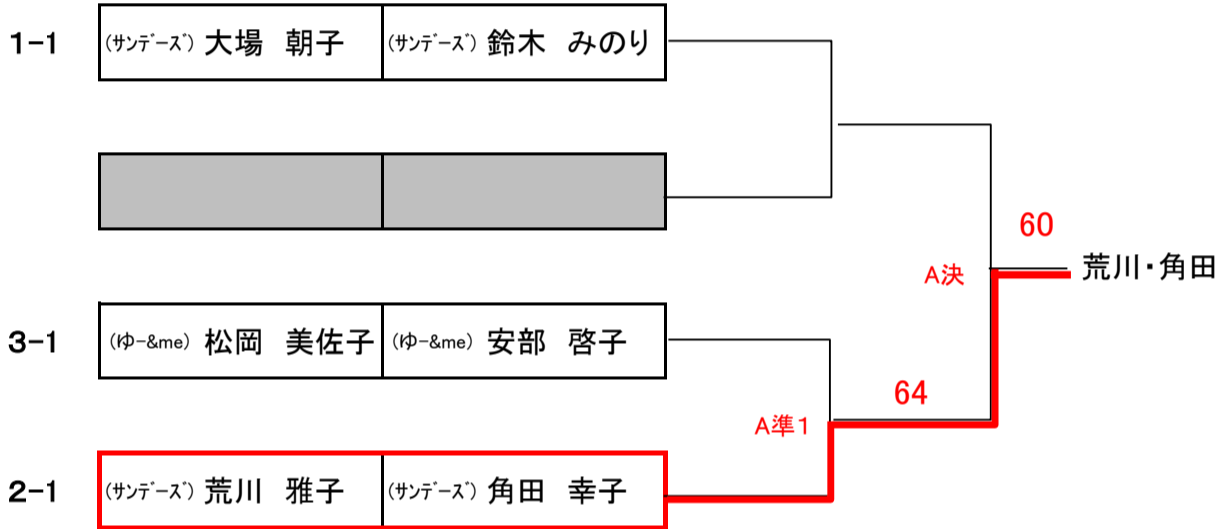 1-1 (ｻﾝﾃﾞｰｽﾞ) 大場　朝子 (ｻﾝﾃﾞｰｽﾞ) 鈴木　みのり
60
A決 荒川・角田
3-1 (ゆｰ&me) 松岡　美佐子 (ゆｰ&me) 安部　啓子
64
A準１
2-1 (ｻﾝﾃﾞｰｽﾞ) 荒川　雅子 (ｻﾝﾃﾞｰｽﾞ) 角田　幸子